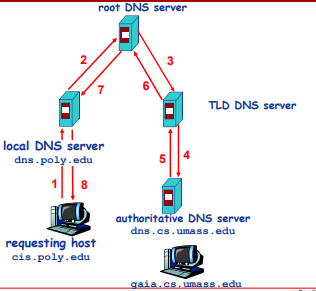 root DNS server
2
3
7
6
TLD DNS server
local DNS server
dns.poly.edu
5
4
1
8
authoritative DNS server
dns.cs.umass.edu
requesting host
cis.poly.edu
gaia.cs.umass.edu